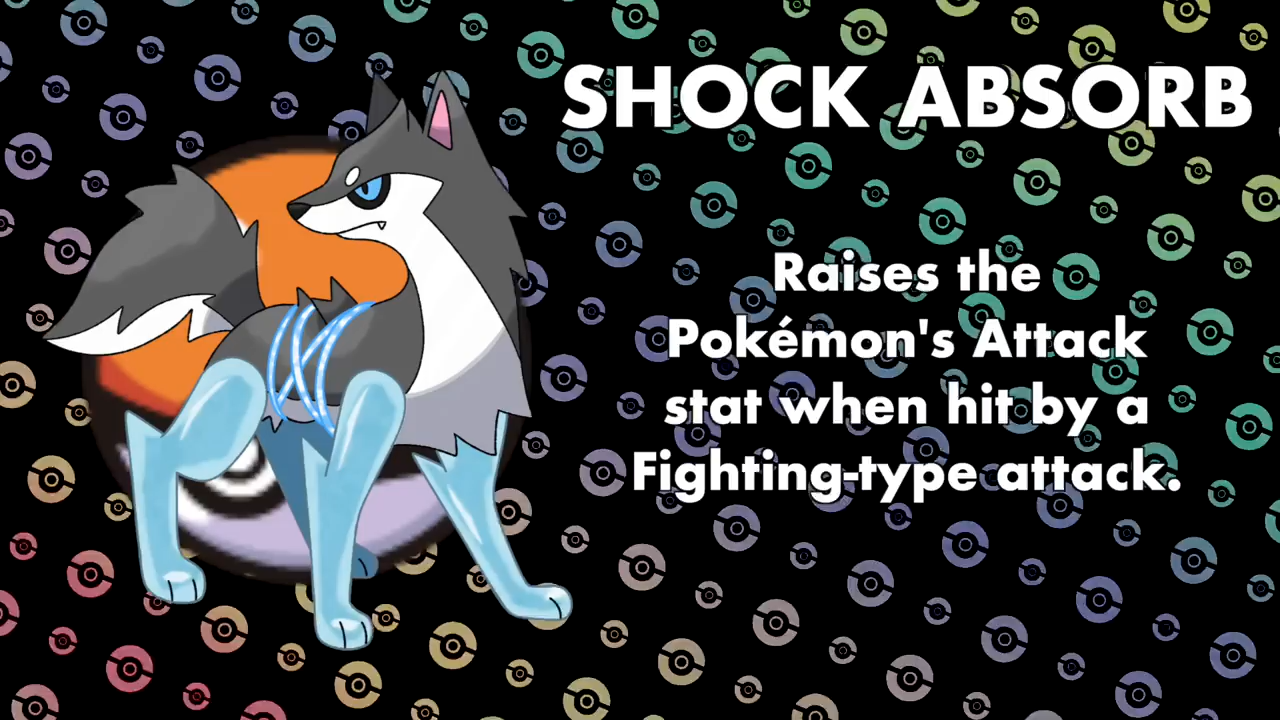 SHOCK ABSORB
Raises the
Pokémon's Attack
stat when hit by a
Fighting-type attack.